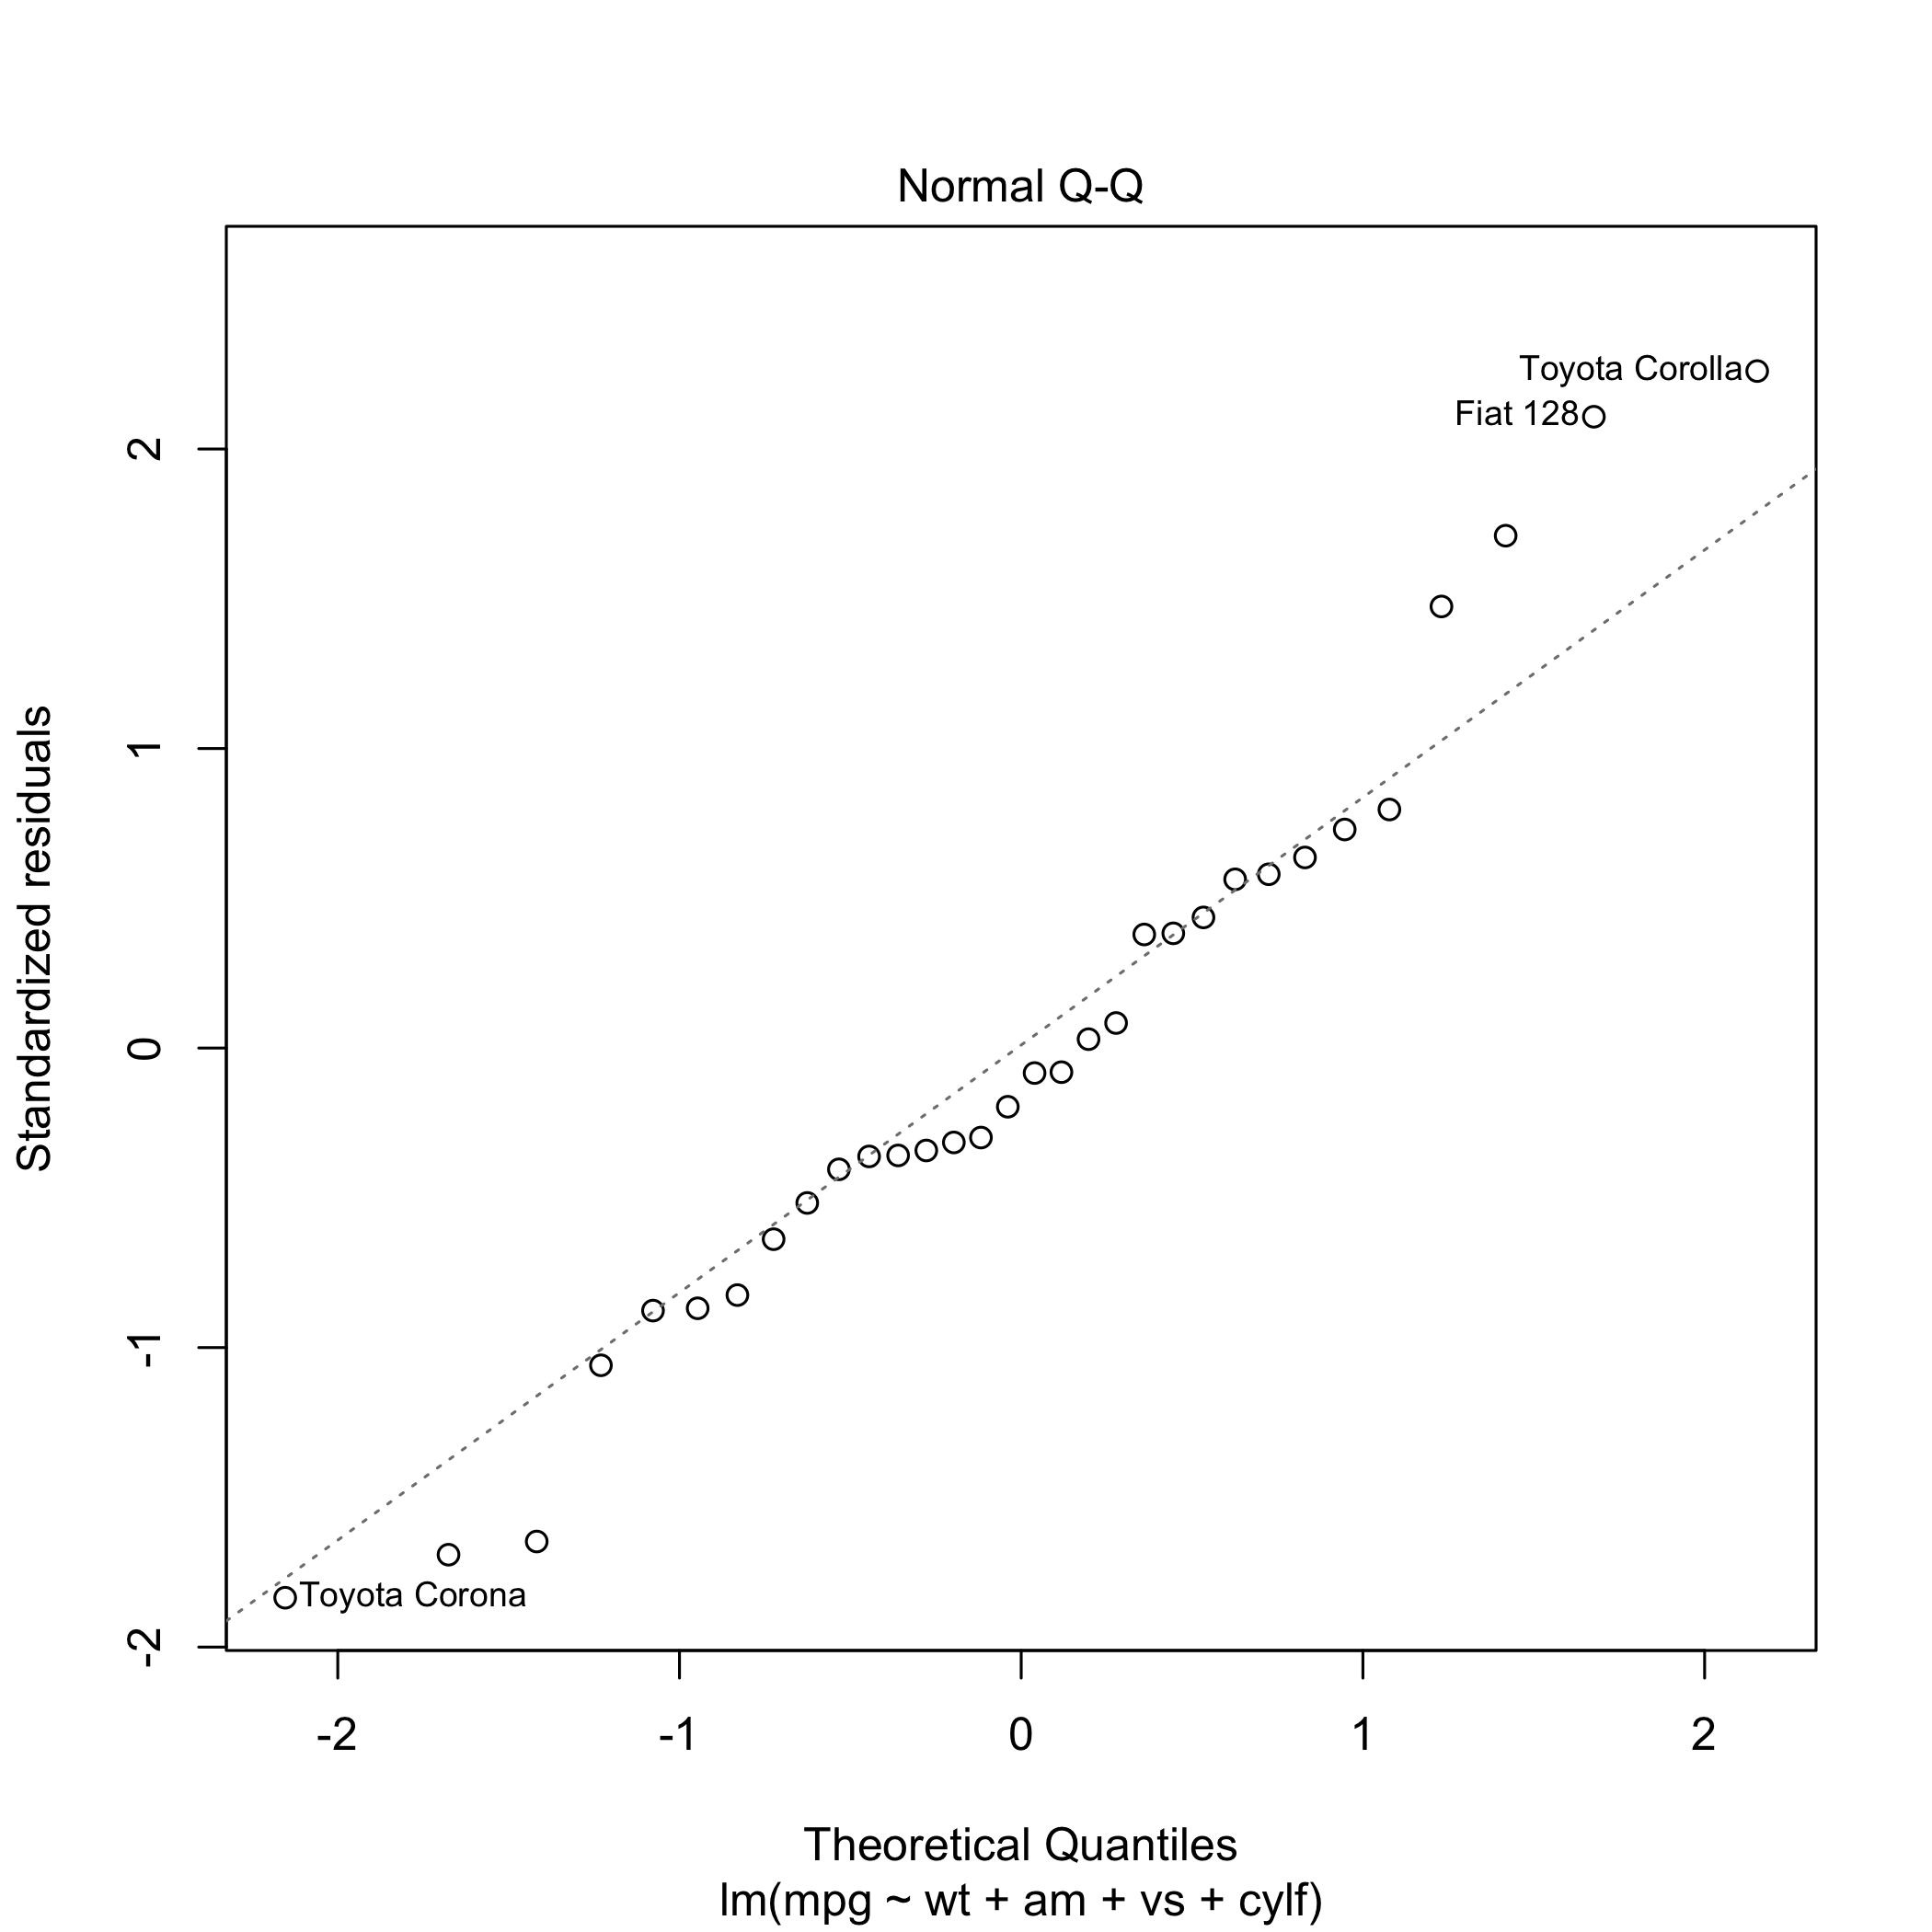 Normal Q-Q
Toyota Corolla
Fiat 128
Toyota Corona
Standardized residuals
2
1
0
-1
-2
-2
-1
0
1
2
Theoretical Quantiles
lm(mpg ~ wt + am + vs + cylf)